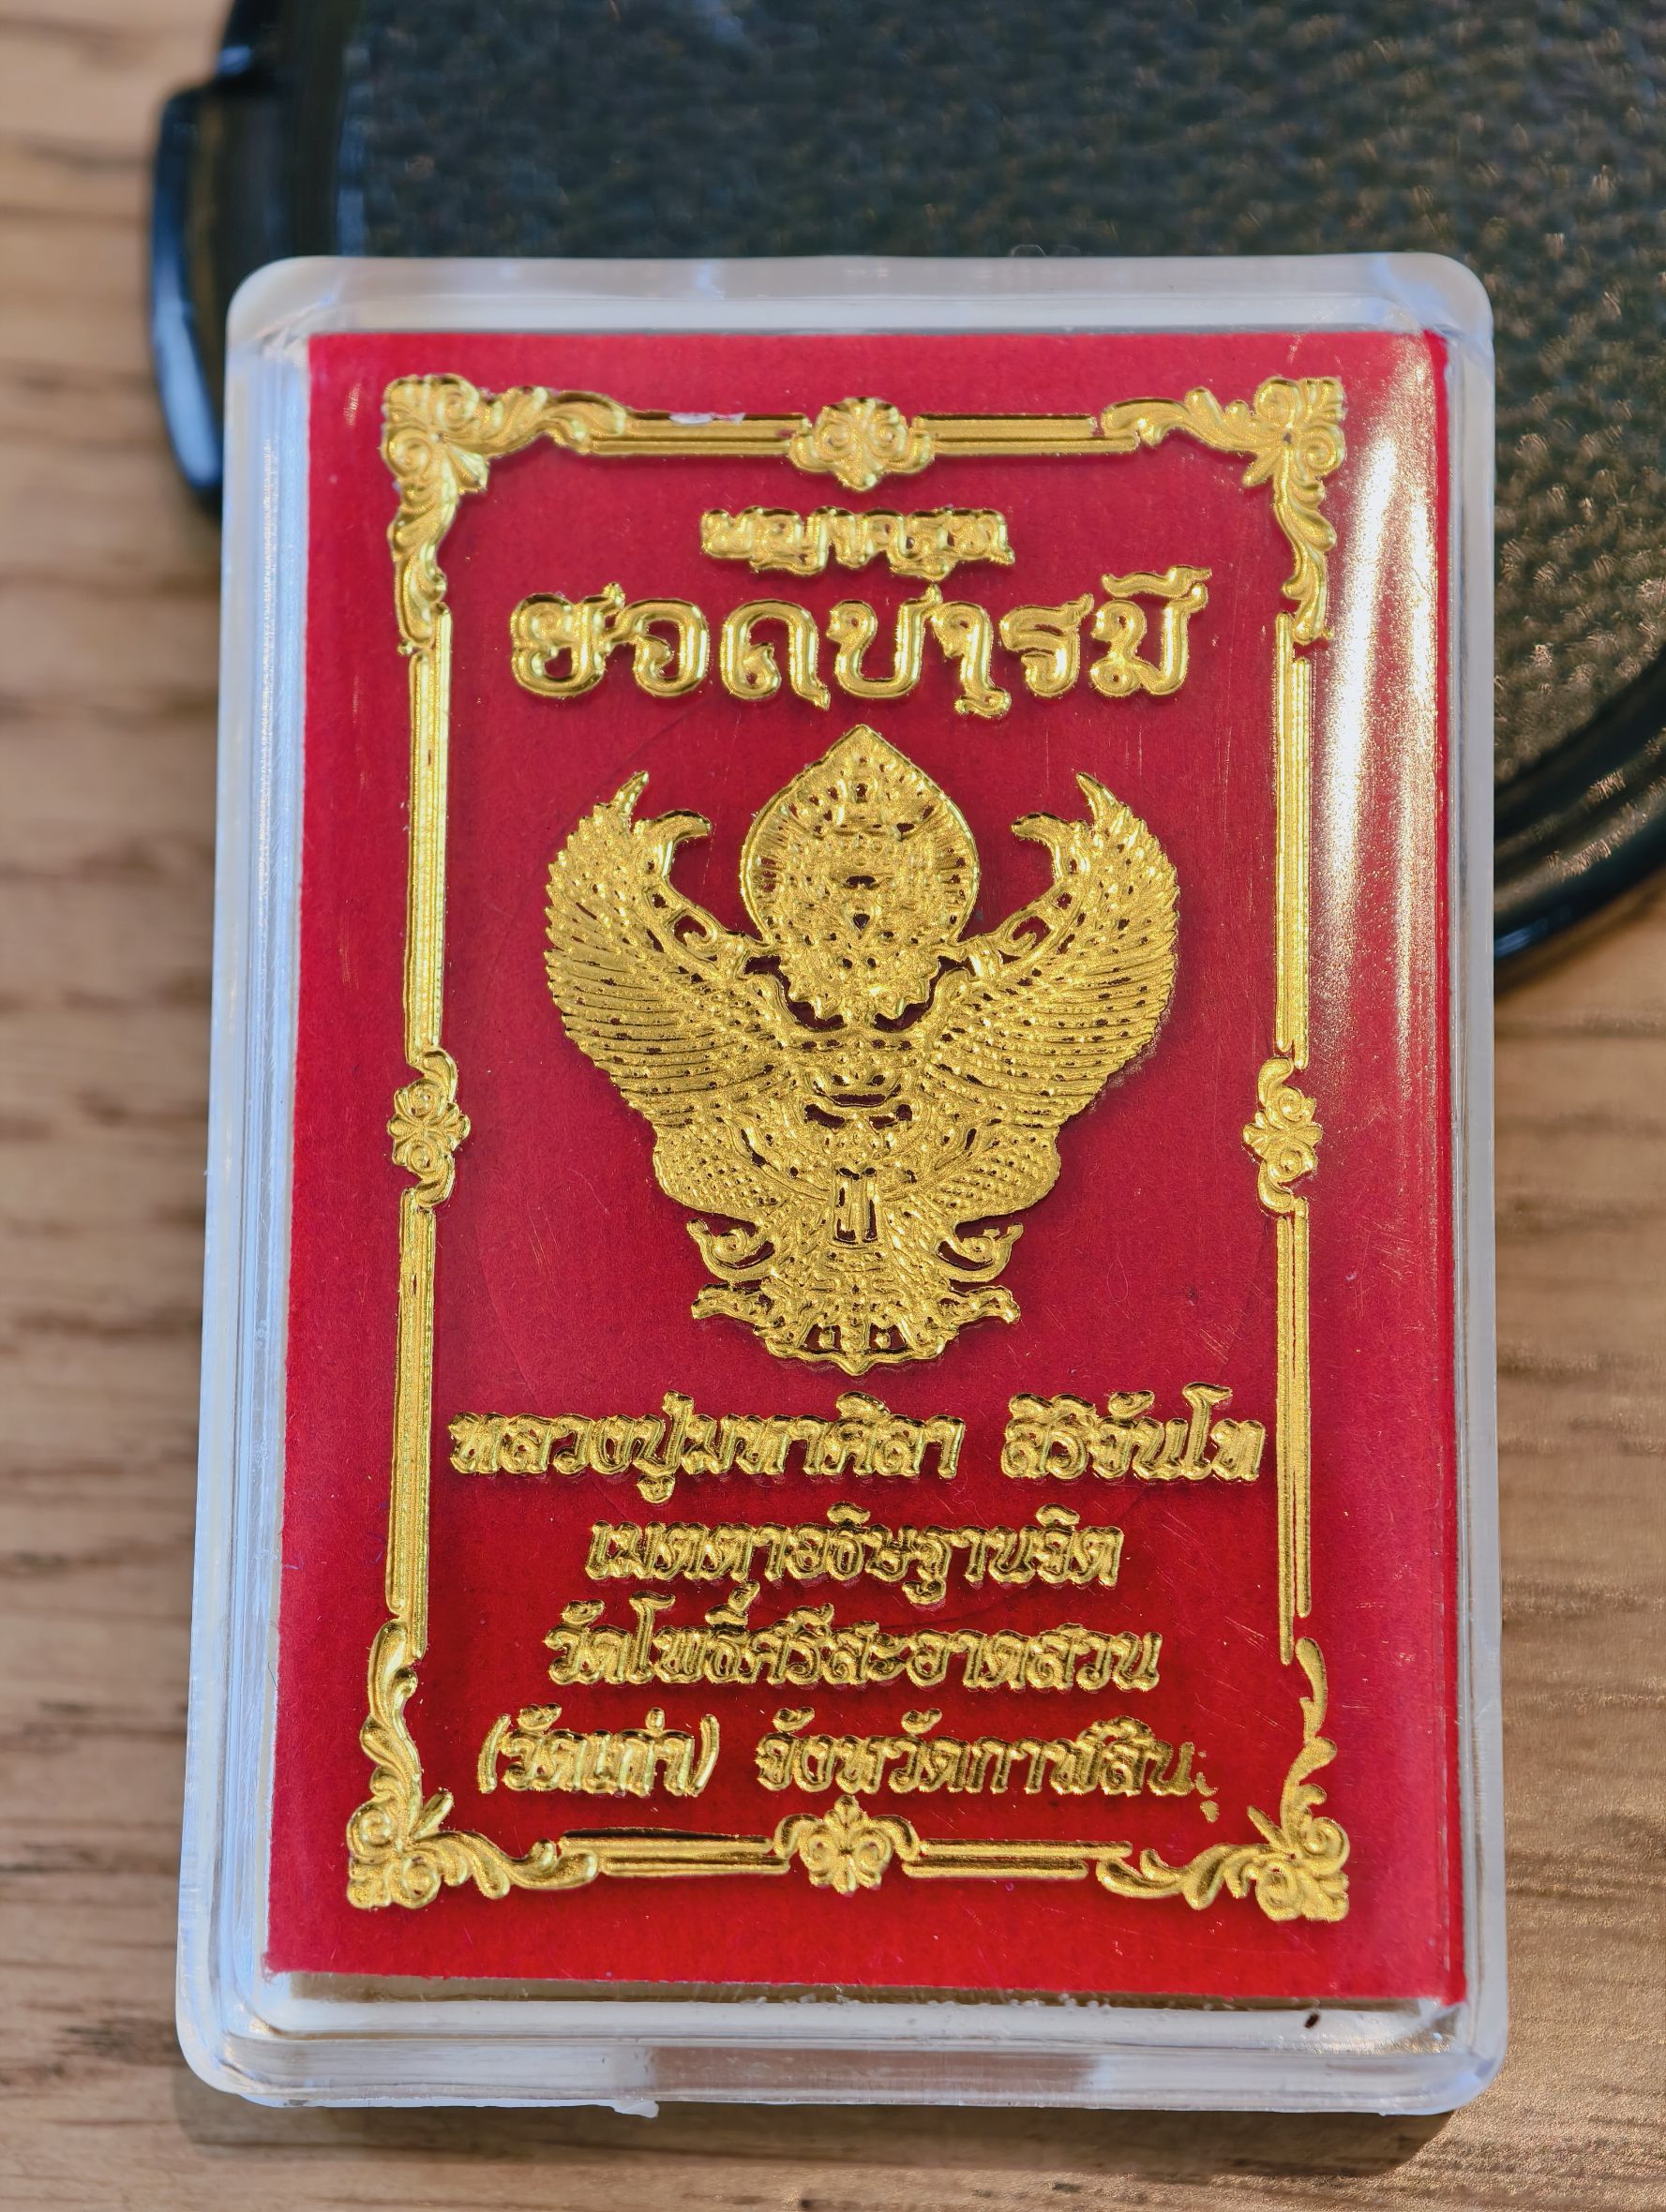 พญาครุฑ
ยอดบารมี
หลวงปู่มหาศิลา สิริจันโท
เมตตาอธิษฐานจิต
วัดโพธิ์ศรีสะอาดสวน
(วัดเก่า) จังหวัดกาฬสิน